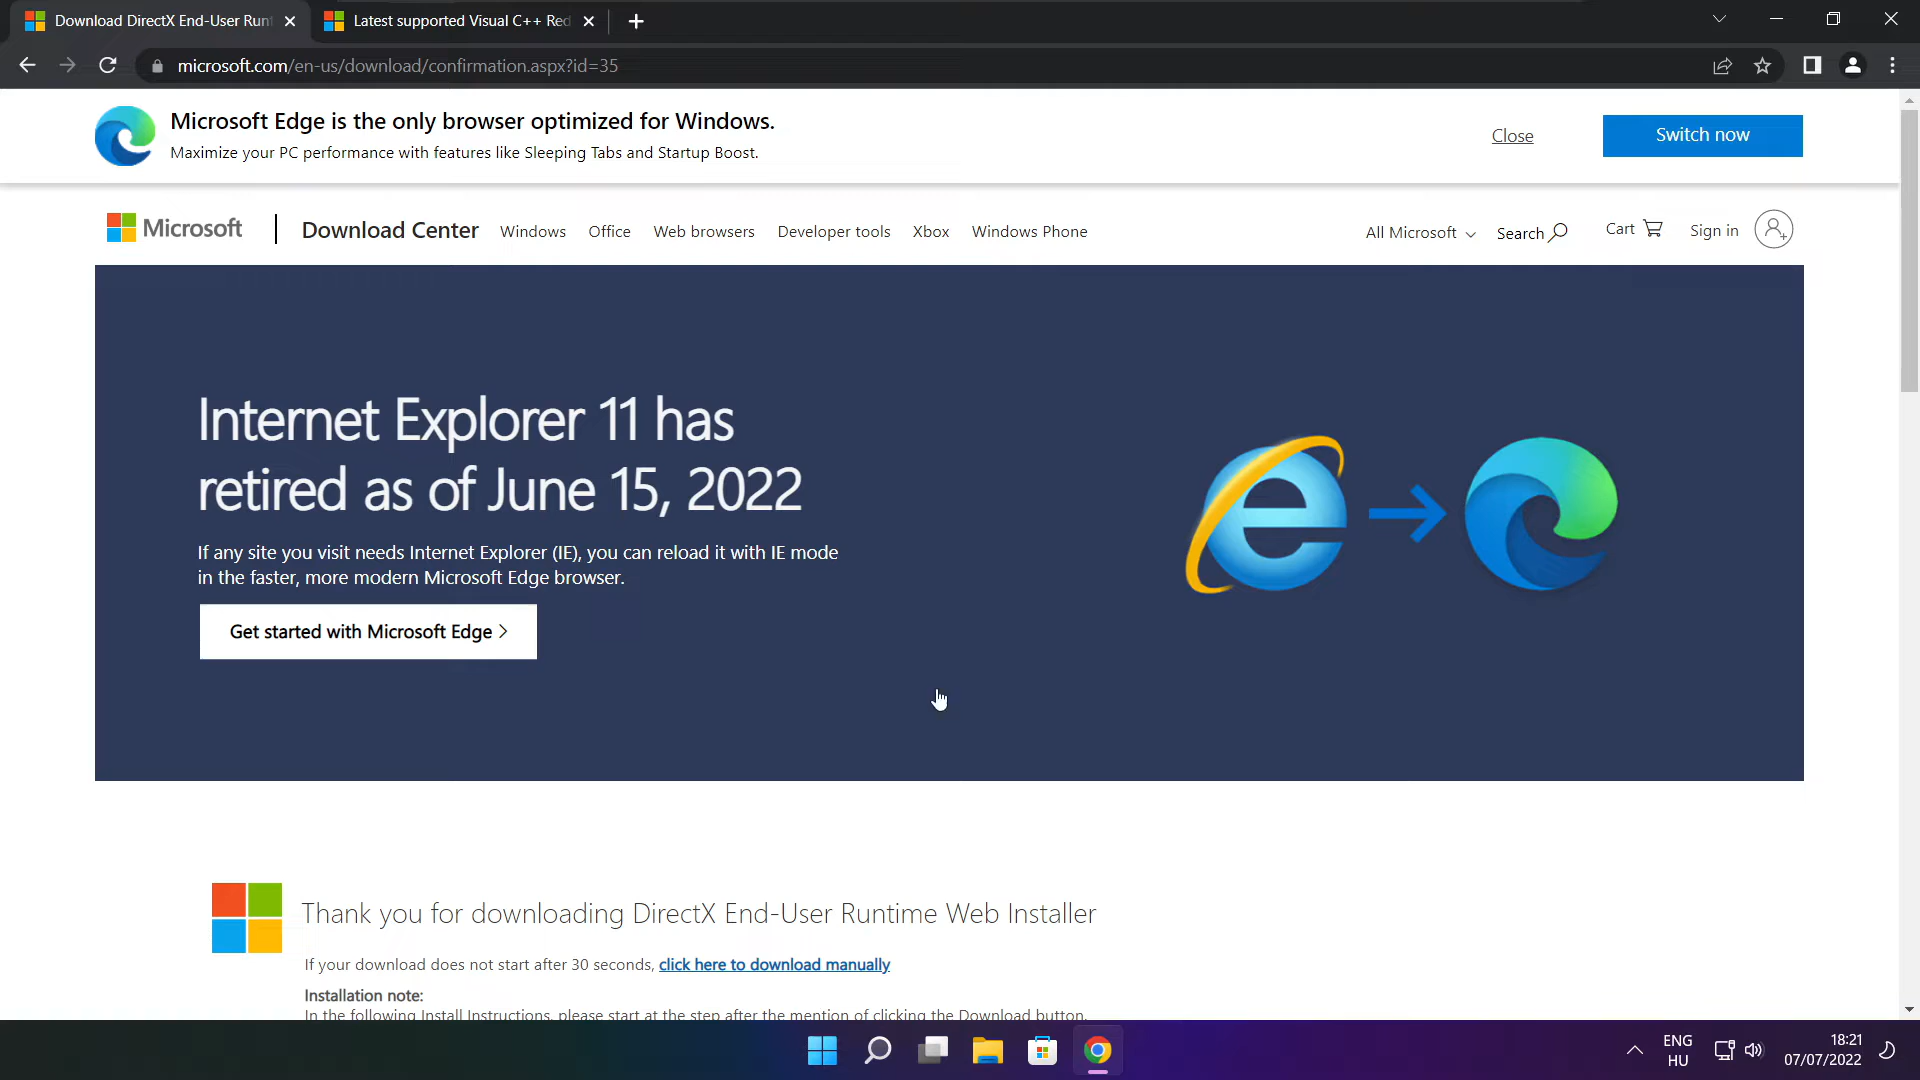 Download DirectX End-User Runt
Latest supported Visual C++ Red
microsoft.com/en-us/download/confirmation.aspx?id=35
Microsoft Edge is the only browser optimized for Windows.
Maximize your PC performance with features like Sleeping Tabs and Startup Boost.
Close
Switch now
Microsoft
Download Center
Windows
Office
Web browsers
Developer tools
Xbox
Windows Phone
All Microsoft
Search
Cart
Sign in
Internet Explorer 11 has
retired as of June 15, 2022
If any site you visit needs Internet Explorer (IE), you can reload it with IE mode
in the faster, more modern Microsoft Edge browser.
Get started with Microsoft Edge >
Thank you for downloading DirectX End-User Runtime Web Installer
If your download does not start after 30 seconds, click here to download manually
Installation note:
In the following Install Instructions, please start at the step after the mention of clicking the Download button.
ENG
HU
18:21
07/07/2022